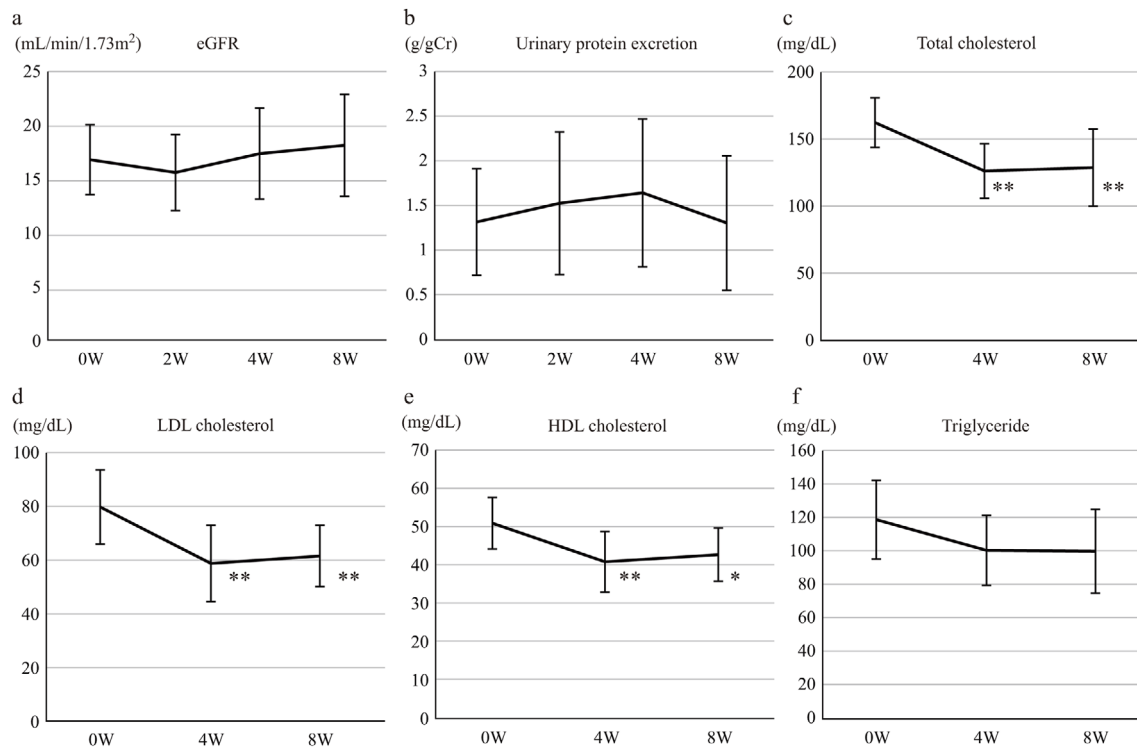 a
(mL/min/1.73m²) eGFR
25
20
15
10
5
0
0W 2W 4W 8W
b
(g/gCr) Urinary protein excretion
3
2.5
2
1.5
1
0.5
0
0W 2W 4W 8W
c
(mg/dL) Total cholesterol
200
150
100
50
0
** **
0W 4W 8W
d
(mg/dL) LDL cholesterol
100
80
60
40
20
0
** **
0W 4W 8W
e
(mg/dL) HDL cholesterol
70
60
50
40
30
20
10
0
** *
0W 4W 8W
f
(mg/dL) Triglyceride
160
140
120
100
80
60
40
20
0
0W 4W 8W